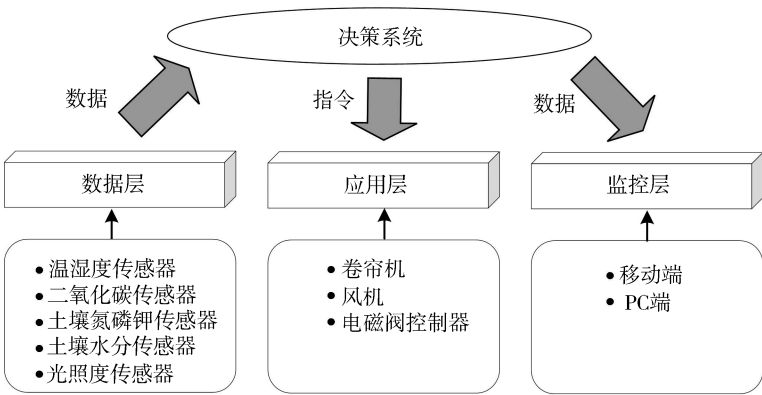 决策系统
数据
指令
数据
数据层
应用层
监控层
•温湿度传感器
•二氧化碳传感器
•土壤氮磷钾传感器
•土壤水分传感器
•光照度传感器
•卷帘机
•风机
•电磁阀控制器
•移动端
• PC端